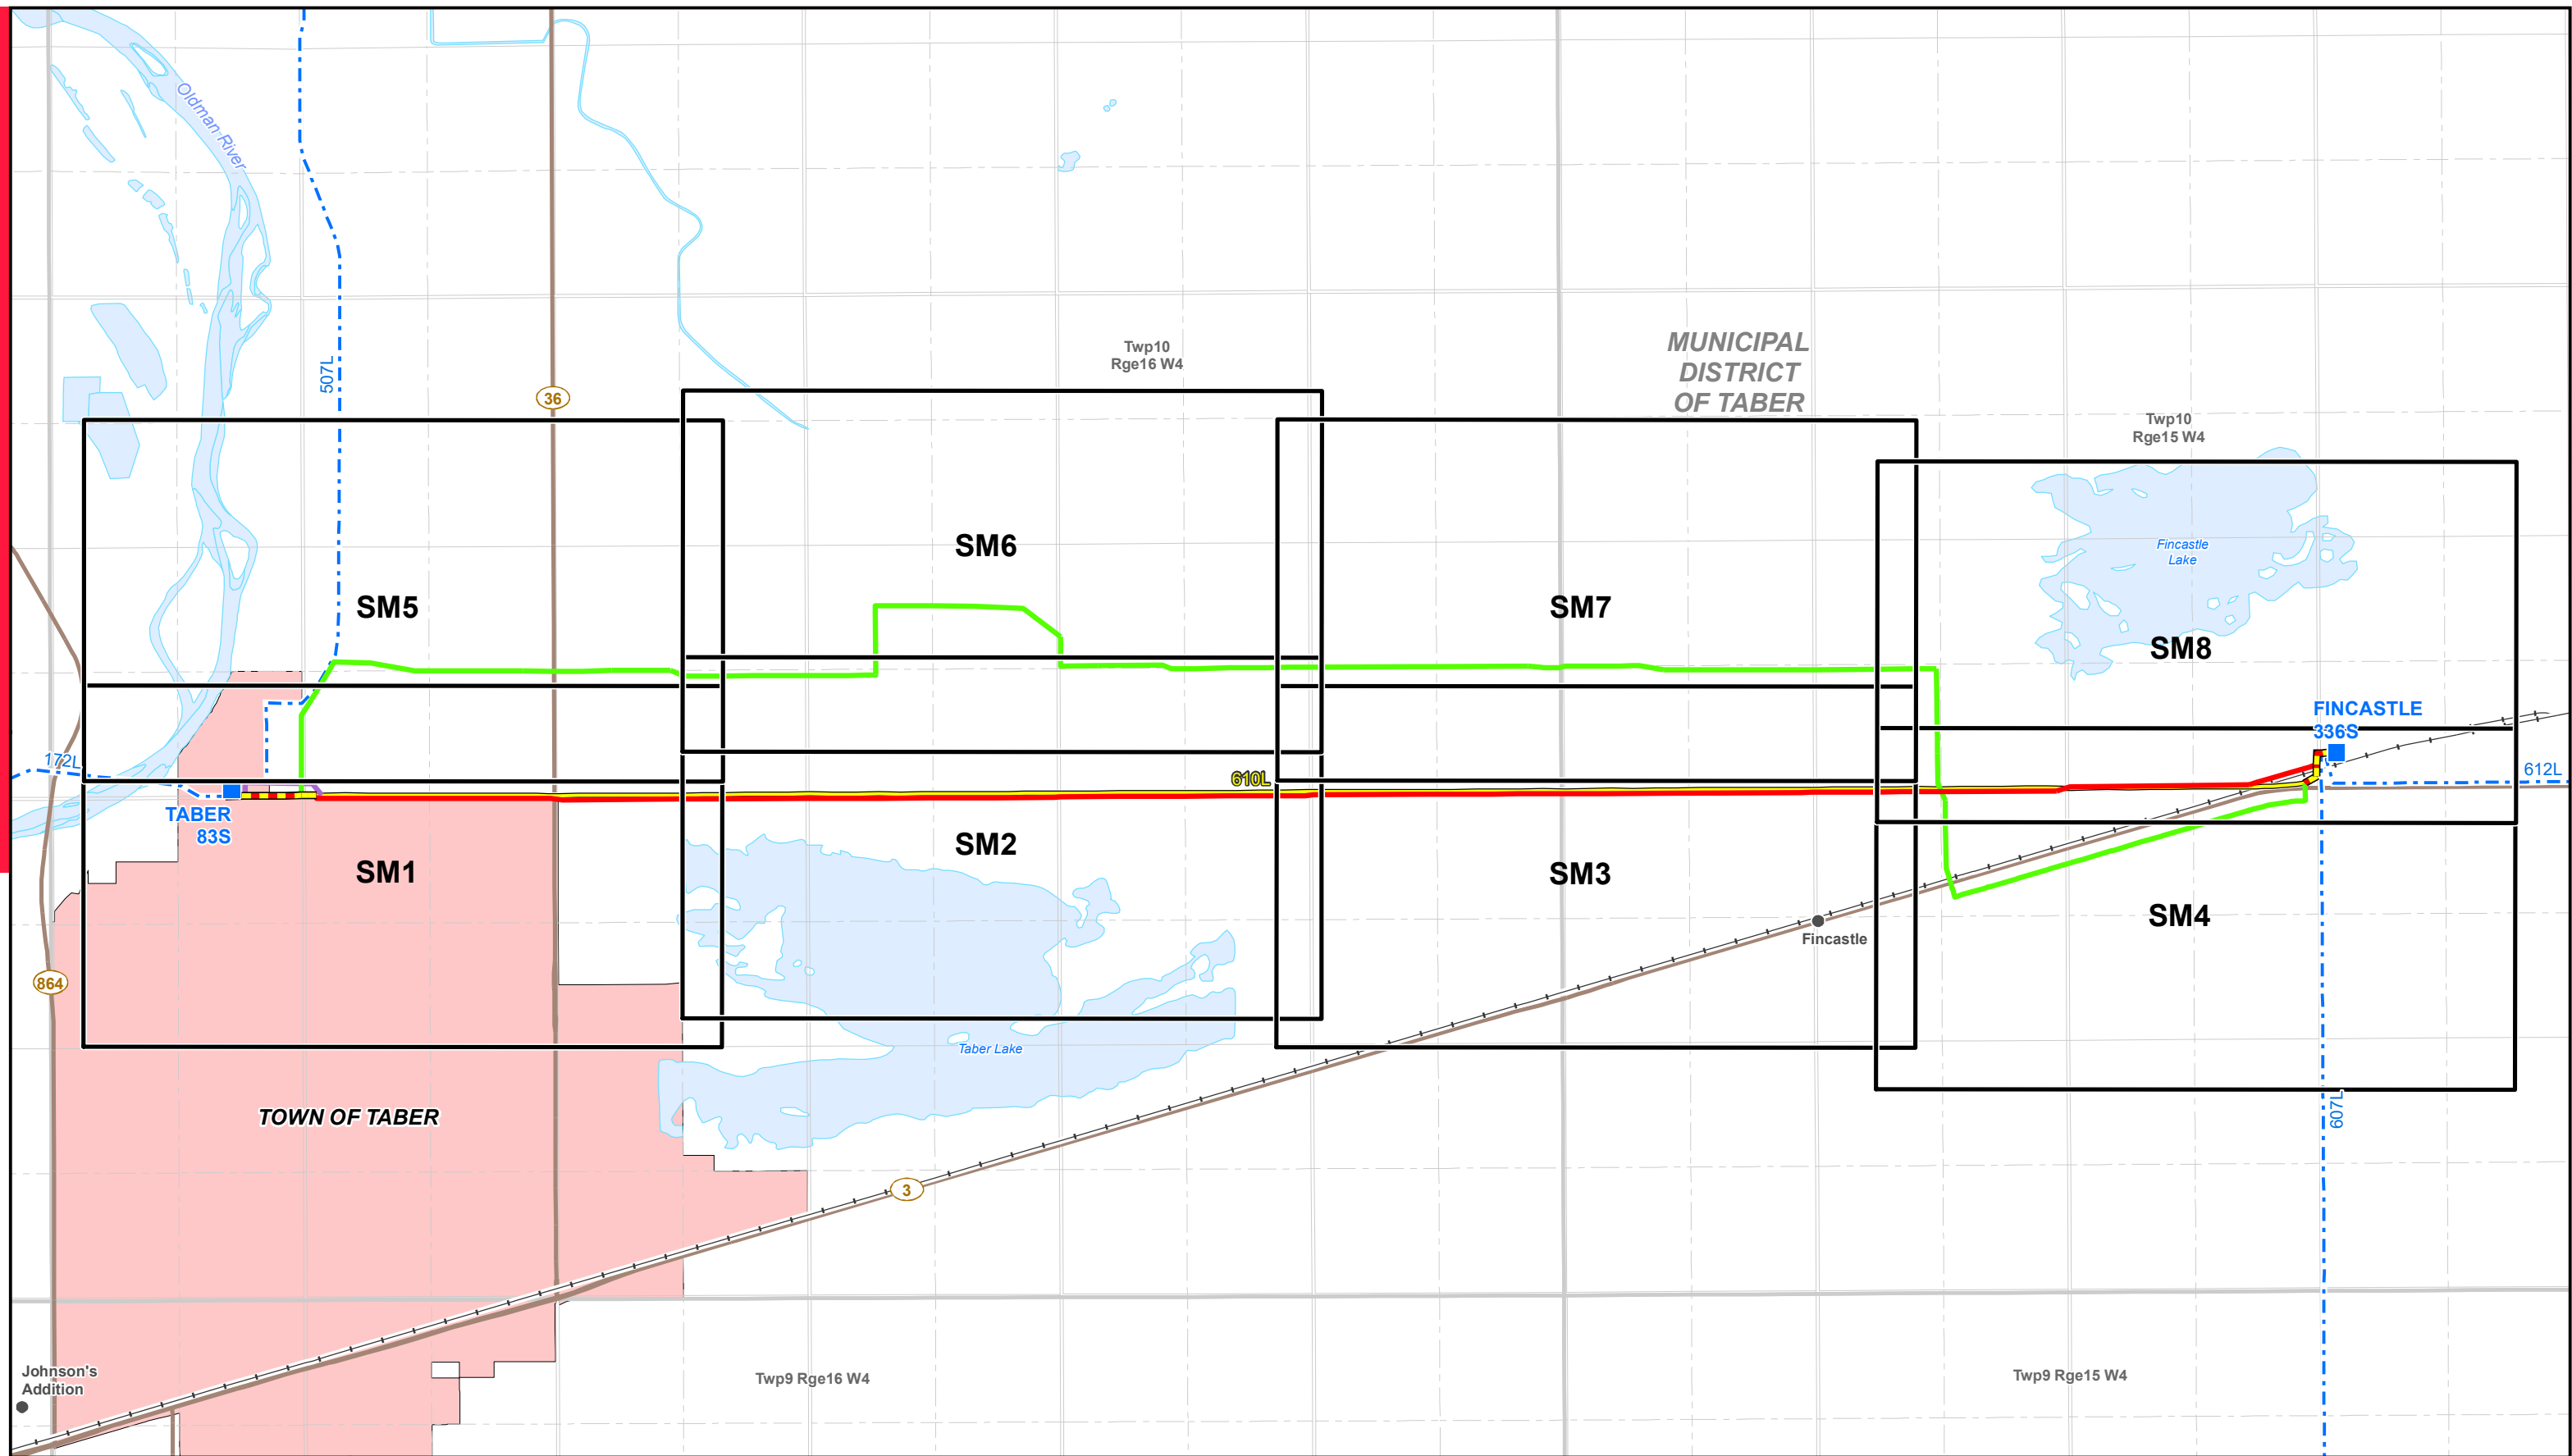 Oldman River
Twp10
Rge16 W4
MUNICIPAL
DISTRICT
OF TABER
507L
36
Twp10
Rge15 W4
SM6
Fincastle
Lake
SM5
SM7
SM8
FINCASTLE
336S
172L
610L
612L
TABER
83S
SM1
SM2
SM3
SM4
Fincastle
864
Taber Lake
TOWN OF TABER
607L
3
Johnson's
Addition
Twp9 Rge16 W4
Twp9 Rge15 W4